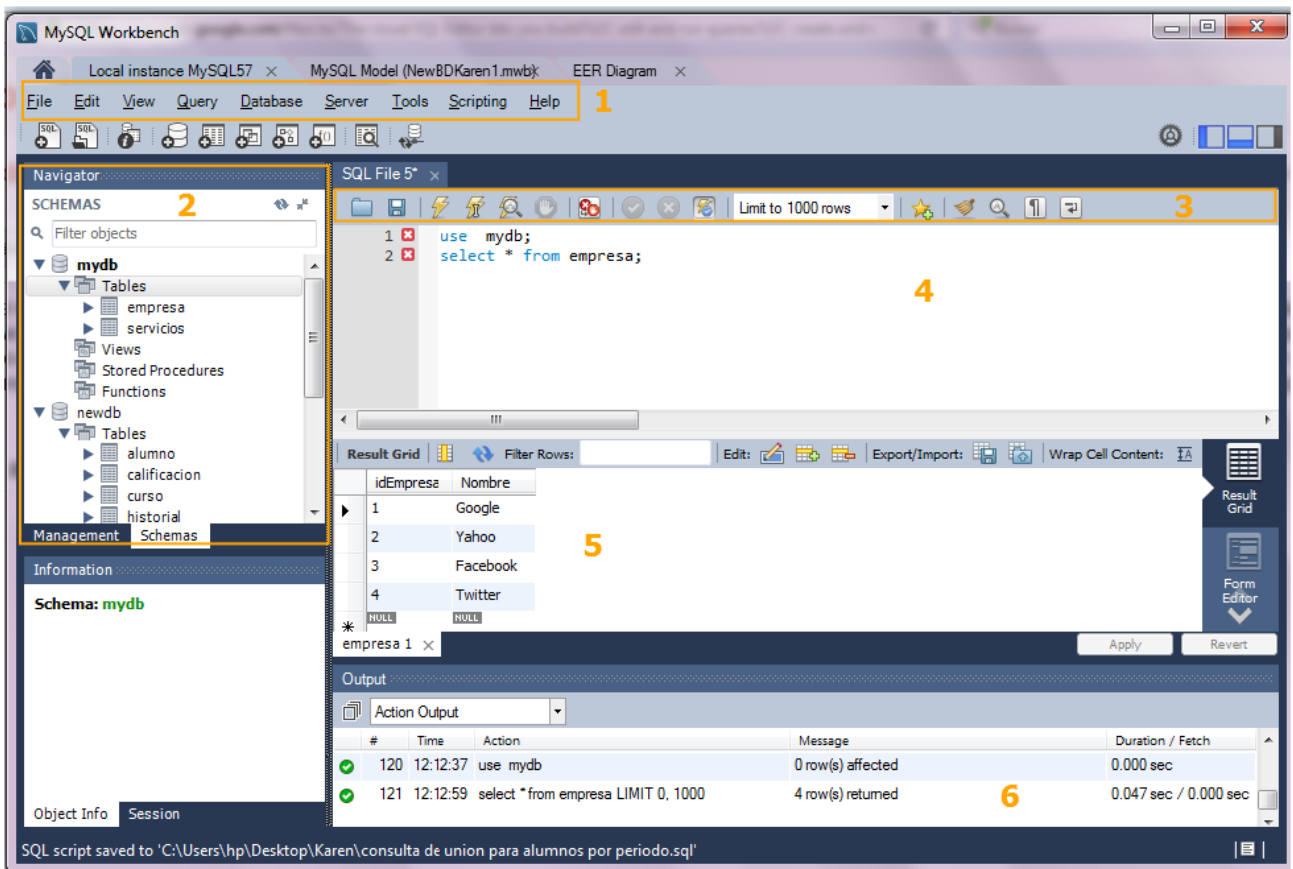 MySQL Workbench
Local instance MySQL57 ×
MySQL Model (NewBDKaren1.mwb) ×
EER Diagram ×
File Edit View Query Database Server Tools Scripting Help 1
SQL SQL
Navigator
SCHEMAS 2
Filter objects
mydb
Tables
empresa
servicios
Views
Stored Procedures
Functions
newdb
Tables
alumno
calificacion
curso
historial
Management Schemas
Information
Schema: mydb
Object Info Session
SQL File 5* ×
Limit to 1000 rows 3
1 use mydb;
2 select * from empresa;
4
Result Grid Filter Rows: Edit: Export/Import: Wrap Cell Content: IA
idEmpresa Nombre
1 Google
2 Yahoo
3 Facebook
4 Twitter
NULL NULL
5
Result Grid
Form Editor
empresa 1 ×
Apply Revert
Output
Action Output
# Time Action Message Duration / Fetch
120 12:12:37 use mydb 0 row(s) affected 0.000 sec
121 12:12:59 select * from empresa LIMIT 0, 1000 4 row(s) returned 0.047 sec / 0.000 sec
6
SQL script saved to 'C:\Users\hp\Desktop\Karen\consulta de union para alumnos por periodo.sql'